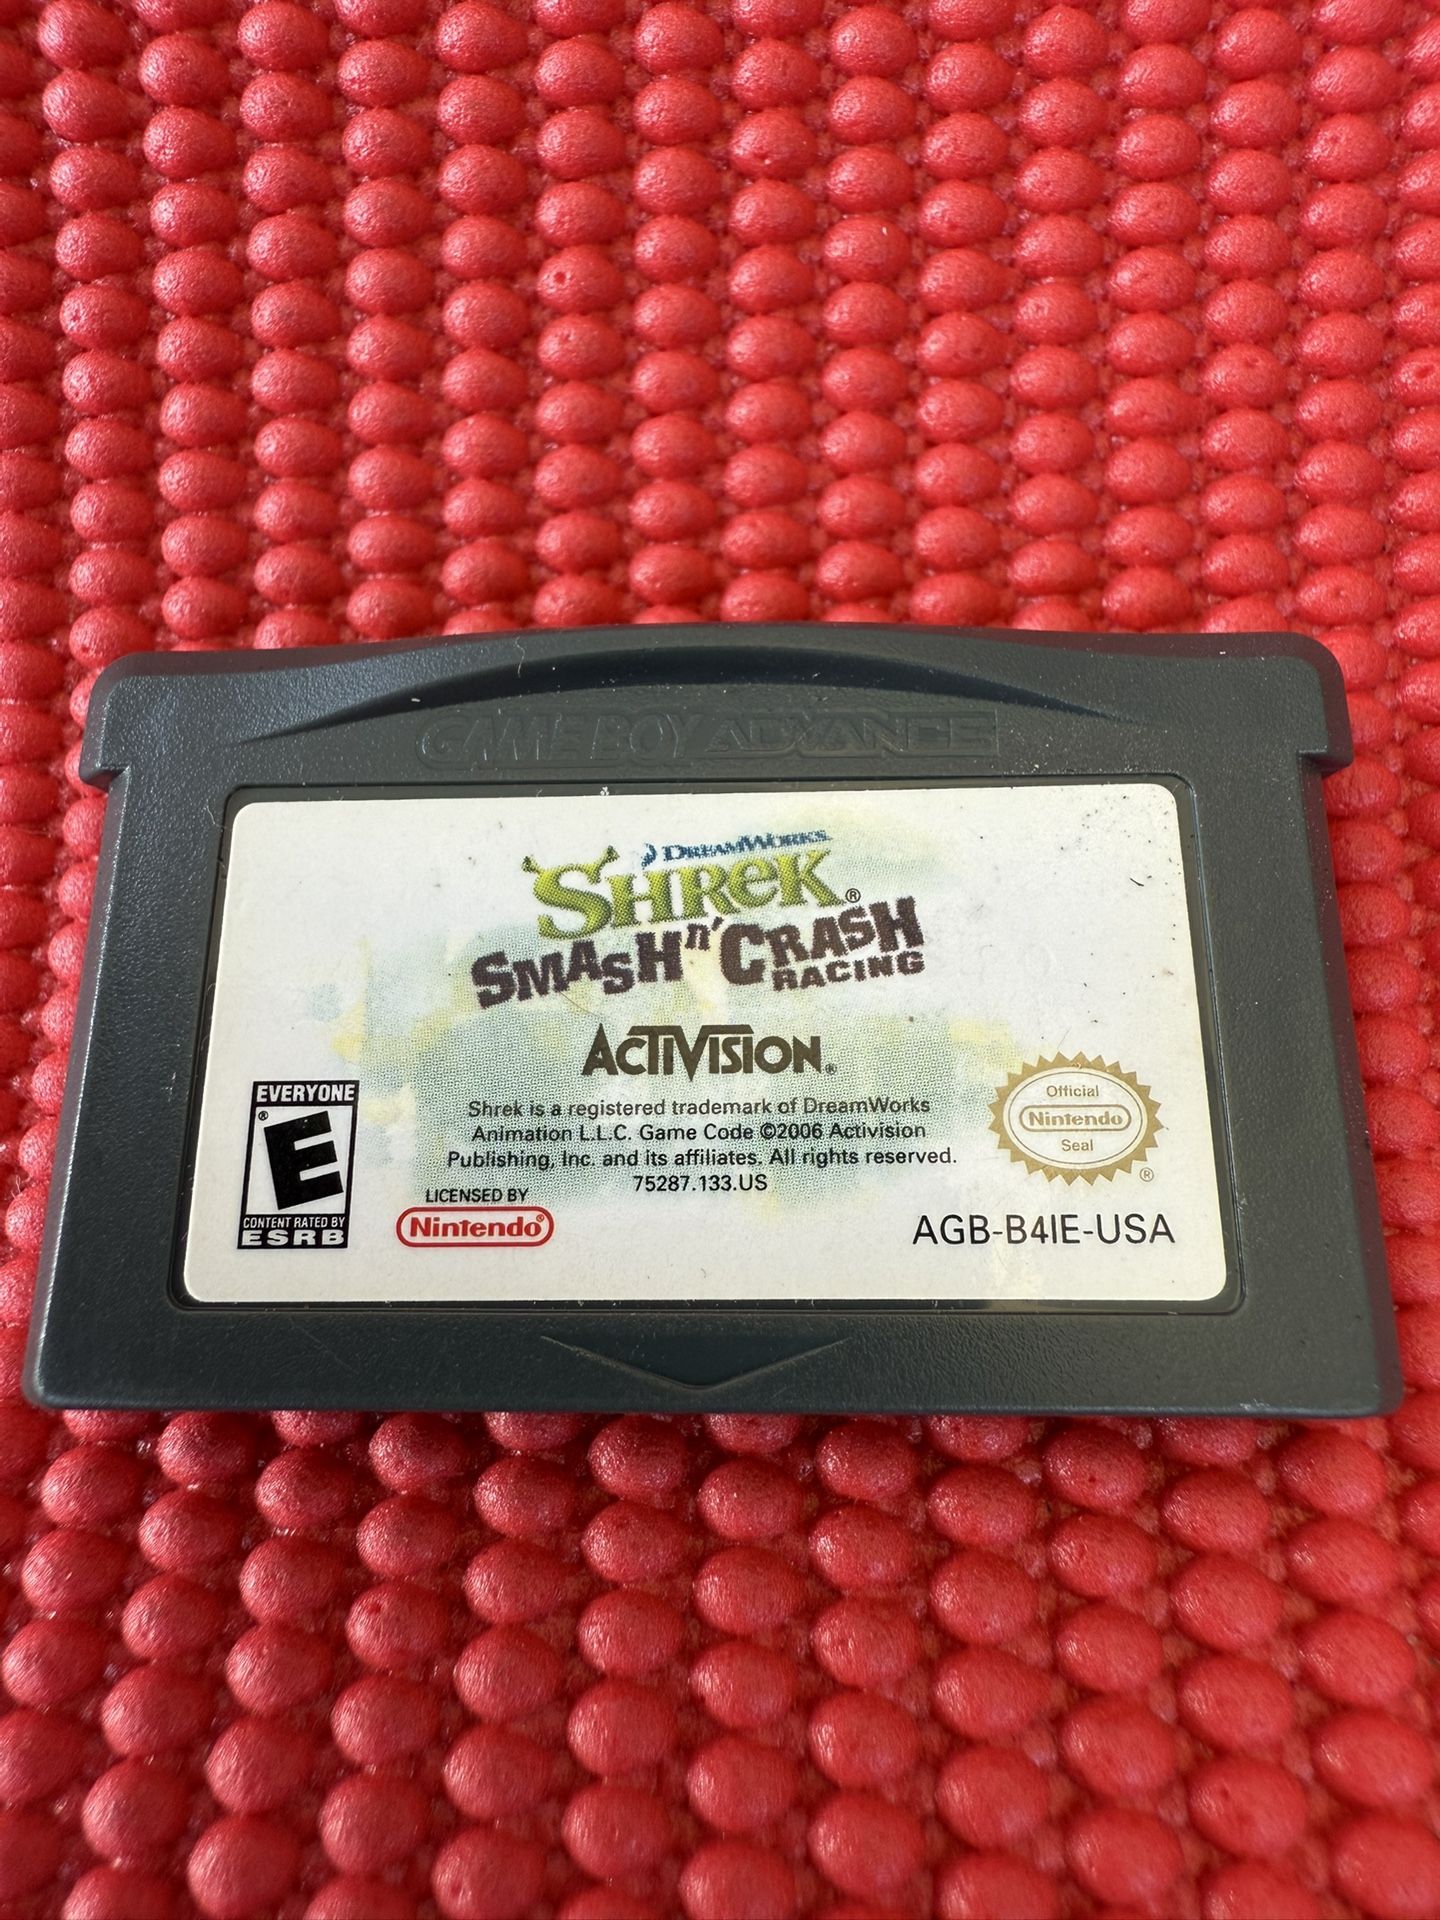 GAME BOY ADVANCE
DREAMWORKS
SHREK®
SMASH n' CRASH
RACING
ACTIVISION®
Shrek is a registered trademark of DreamWorks
Animation L.L.C. Game Code ©2006 Activision
Publishing, Inc. and its affiliates. All rights reserved.
75287.133.US
EVERYONE
E®
CONTENT RATED BY
ESRB
LICENSED BY
Nintendo®
Official
Nintendo
Seal
®
AGB-B4IE-USA